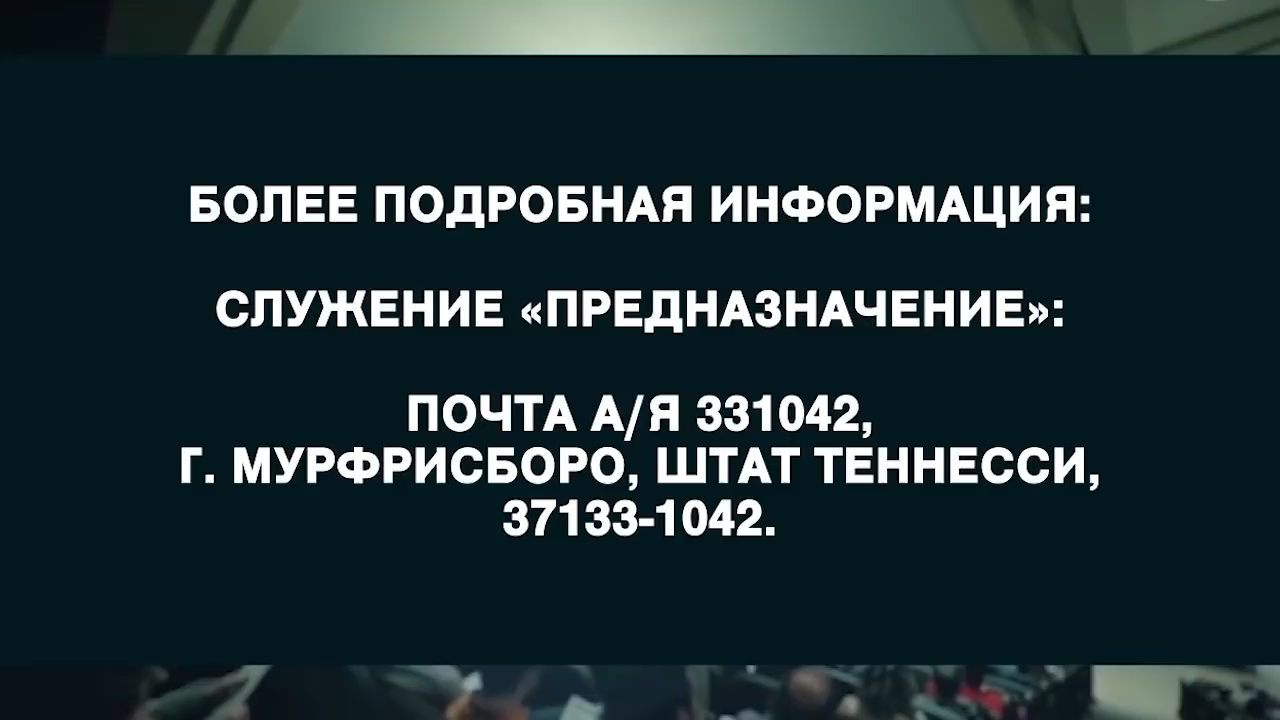 БОЛЕЕ ПОДРОБНАЯ ИНФОРМАЦИЯ:
СЛУЖЕНИЕ «ПРЕДНАЗНАЧЕНИЕ»:
ПОЧТА А/Я 331042,
Г. МУРФРИСБОРО, ШТАТ ТЕННЕССИ,
37133-1042.